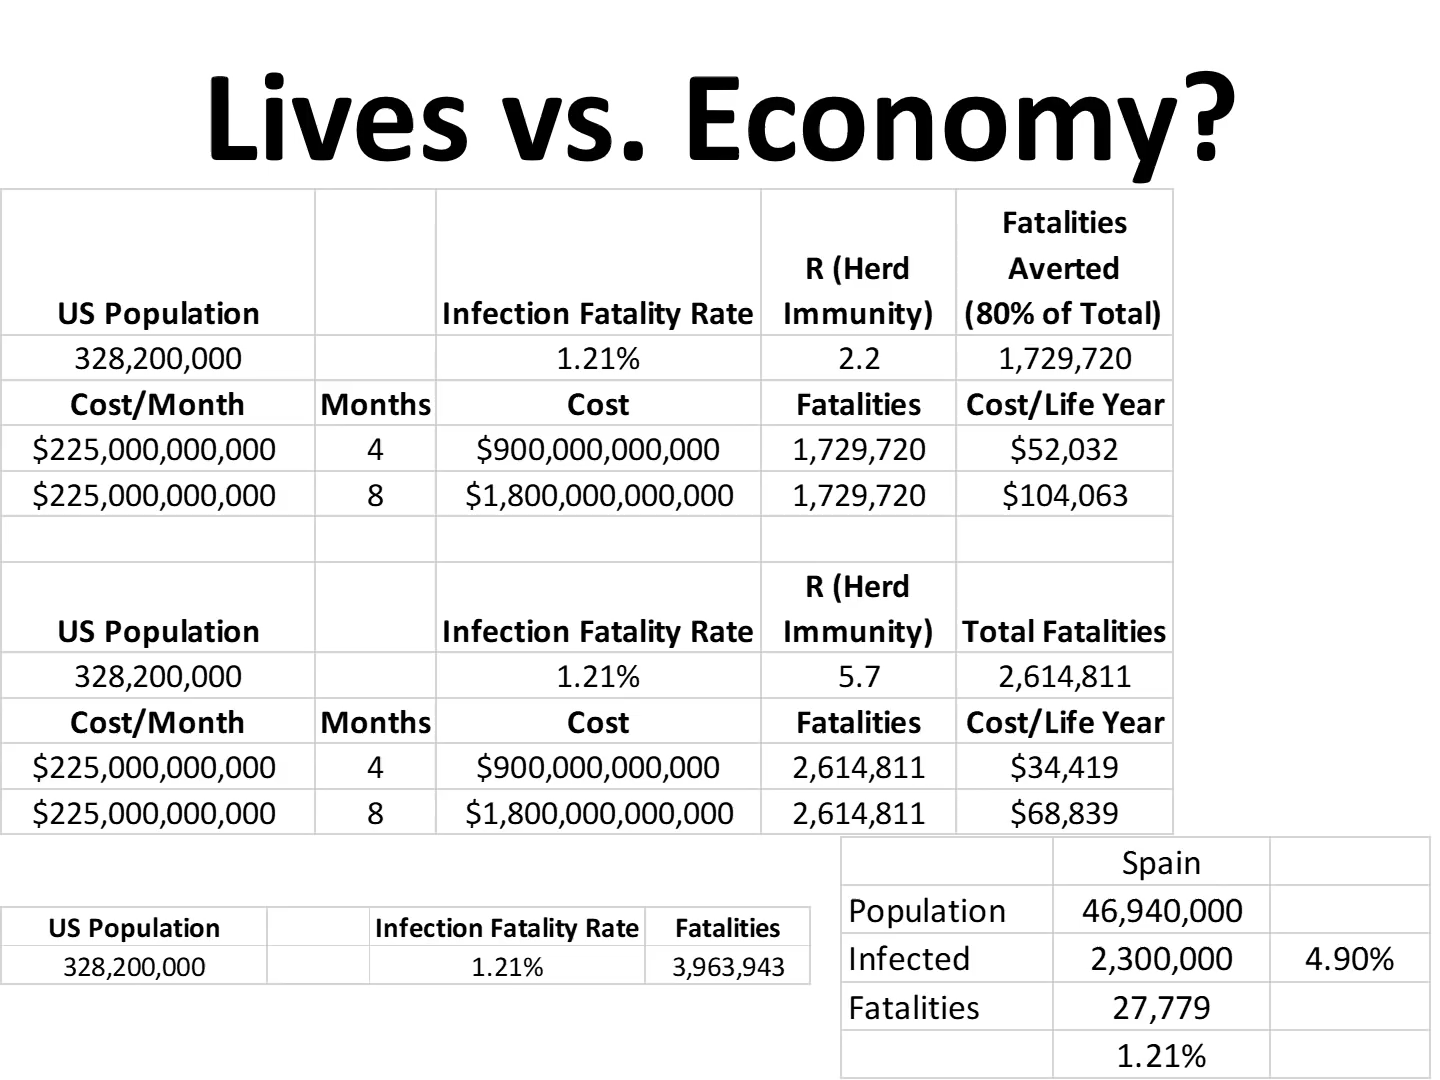 Lives vs. Economy?
US Population Infection Fatality Rate R (Herd Immunity) Fatalities Averted (80% of Total)
328,200,000 1.21% 2.2 1,729,720
Cost/Month Months Cost Fatalities Cost/Life Year
$225,000,000,000 4 $900,000,000,000 1,729,720 $52,032
$225,000,000,000 8 $1,800,000,000,000 1,729,720 $104,063
US Population Infection Fatality Rate R (Herd Immunity) Total Fatalities
328,200,000 1.21% 5.7 2,614,811
Cost/Month Months Cost Fatalities Cost/Life Year
$225,000,000,000 4 $900,000,000,000 2,614,811 $34,419
$225,000,000,000 8 $1,800,000,000,000 2,614,811 $68,839
US Population Infection Fatality Rate Fatalities
328,200,000 1.21% 3,963,943
Spain
Population 46,940,000
Infected 2,300,000 4.90%
Fatalities 27,779
1.21%